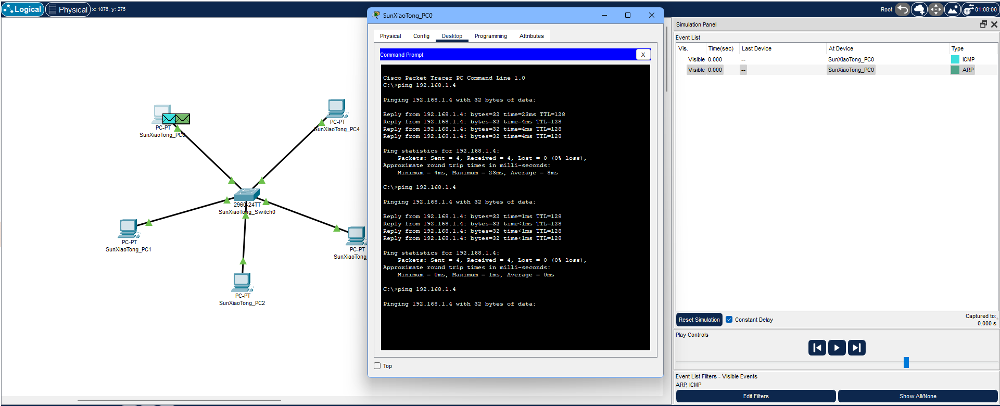 Logical
Physical
x: 1076, y: 275
Root
01:08:00
PC-PT
SunXiaoTong_PC0
PC-PT
SunXiaoTong_PC4
2960-24TT
SunXiaoTong_Switch0
PC-PT
SunXiaoTong_PC1
PC-PT
SunXiaoTong_
PC-PT
SunXiaoTong_PC2
SunXiaoTong_PC0
Physical
Config
Desktop
Programming
Attributes
Command Prompt
X
Cisco Packet Tracer PC Command Line 1.0
C:\>ping 192.168.1.4
Pinging 192.168.1.4 with 32 bytes of data:
Reply from 192.168.1.4: bytes=32 time=23ms TTL=128
Reply from 192.168.1.4: bytes=32 time=4ms TTL=128
Reply from 192.168.1.4: bytes=32 time=4ms TTL=128
Reply from 192.168.1.4: bytes=32 time=4ms TTL=128
Ping statistics for 192.168.1.4:
Packets: Sent = 4, Received = 4, Lost = 0 (0% loss),
Approximate round trip times in milli-seconds:
Minimum = 4ms, Maximum = 23ms, Average = 8ms
C:\>ping 192.168.1.4
Pinging 192.168.1.4 with 32 bytes of data:
Reply from 192.168.1.4: bytes=32 time=1ms TTL=128
Reply from 192.168.1.4: bytes=32 time<1ms TTL=128
Reply from 192.168.1.4: bytes=32 time<1ms TTL=128
Reply from 192.168.1.4: bytes=32 time<1ms TTL=128
Ping statistics for 192.168.1.4:
Packets: Sent = 4, Received = 4, Lost = 0 (0% loss),
Approximate round trip times in milli-seconds:
Minimum = 0ms, Maximum = 1ms, Average = 0ms
C:\>ping 192.168.1.4
Pinging 192.168.1.4 with 32 bytes of data:
Top
Simulation Panel
Event List
Vis. Time(sec) Last Device At Device Type
Visible 0.000 -- SunXiaoTong_PC0 ICMP
Visible 0.000 -- SunXiaoTong_PC0 ARP
Reset Simulation
Constant Delay
Captured to:
0.000 s
Play Controls
Event List Filters - Visible Events
ARP, ICMP
Edit Filters
Show All/None